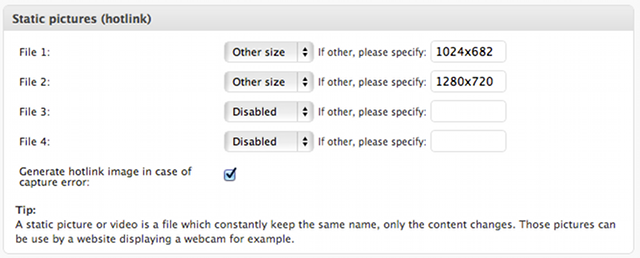 Static pictures (hotlink)
File 1: Other size If other, please specify: 1024x682
File 2: Other size If other, please specify: 1280x720
File 3: Disabled If other, please specify:
File 4: Disabled If other, please specify:
Generate hotlink image in case of
capture error:
Tip:
A static picture or video is a file which constantly keep the same name, only the content changes. Those pictures can
be use by a website displaying a webcam for example.